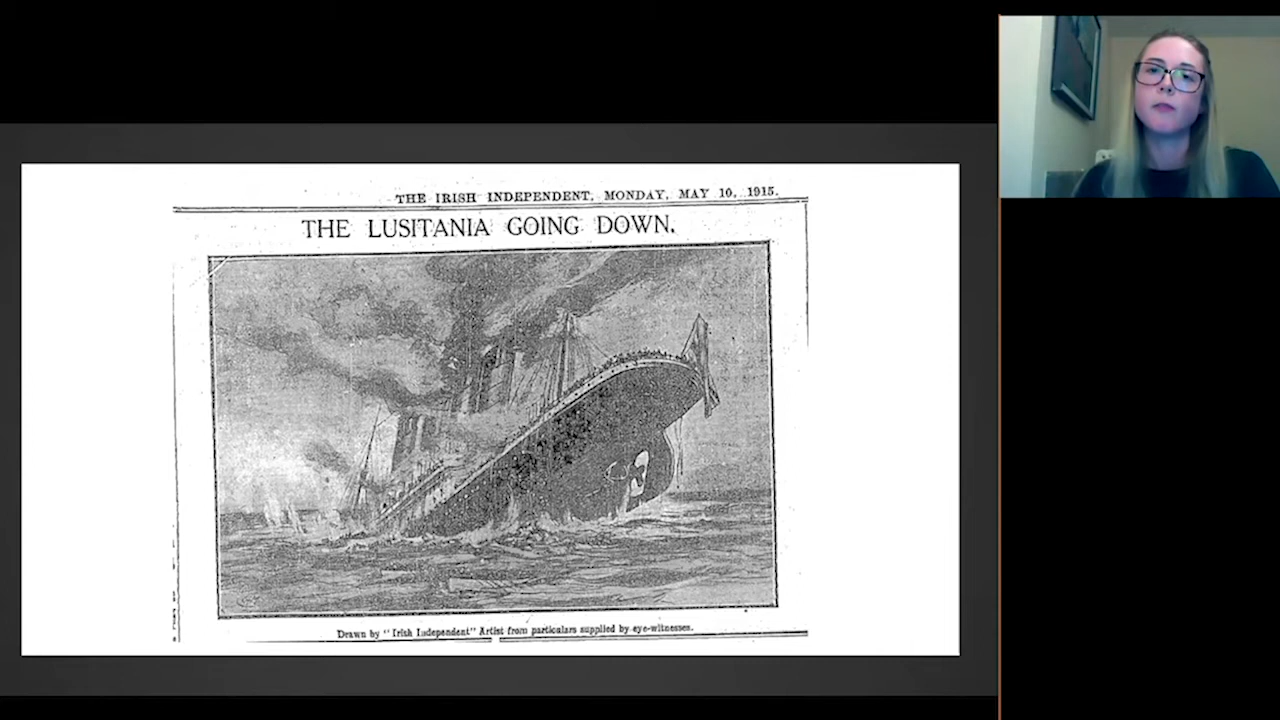 THE IRISH INDEPENDENT, MONDAY, MAY 10, 1915.
THE LUSITANIA GOING DOWN.
Drawn by "Irish Independent" Artist from particulars supplied by eye-witnesses.